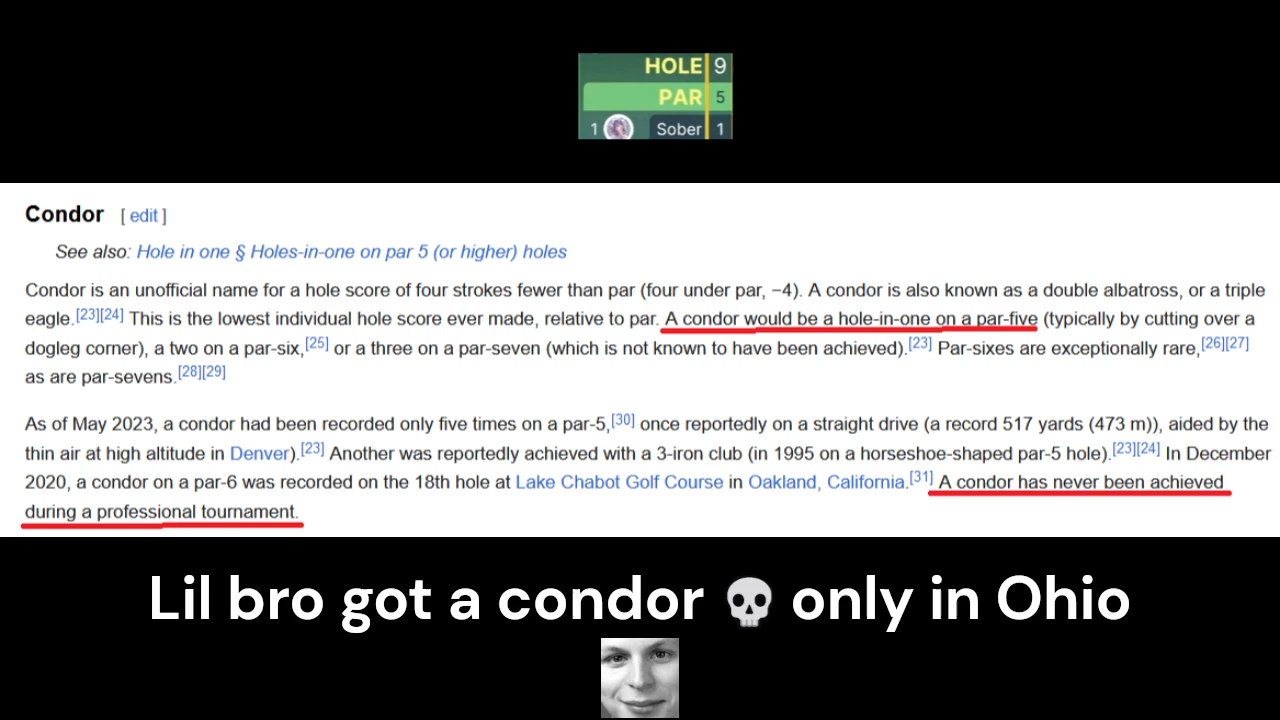 HOLE 9
PAR 5
1 Sober 1
Condor [ edit ]
See also: Hole in one § Holes-in-one on par 5 (or higher) holes
Condor is an unofficial name for a hole score of four strokes fewer than par (four under par, −4). A condor is also known as a double albatross, or a triple
eagle.[23][24] This is the lowest individual hole score ever made, relative to par. A condor would be a hole-in-one on a par-five (typically by cutting over a
dogleg corner), a two on a par-six,[25] or a three on a par-seven (which is not known to have been achieved).[23] Par-sixes are exceptionally rare,[26][27]
as are par-sevens.[28][29]
As of May 2023, a condor had been recorded only five times on a par-5,[30] once reportedly on a straight drive (a record 517 yards (473 m)), aided by the
thin air at high altitude in Denver).[23] Another was reportedly achieved with a 3-iron club (in 1995 on a horseshoe-shaped par-5 hole).[23][24] In December
2020, a condor on a par-6 was recorded on the 18th hole at Lake Chabot Golf Course in Oakland, California.[31] A condor has never been achieved
during a professional tournament.
Lil bro got a condor 💀 only in Ohio